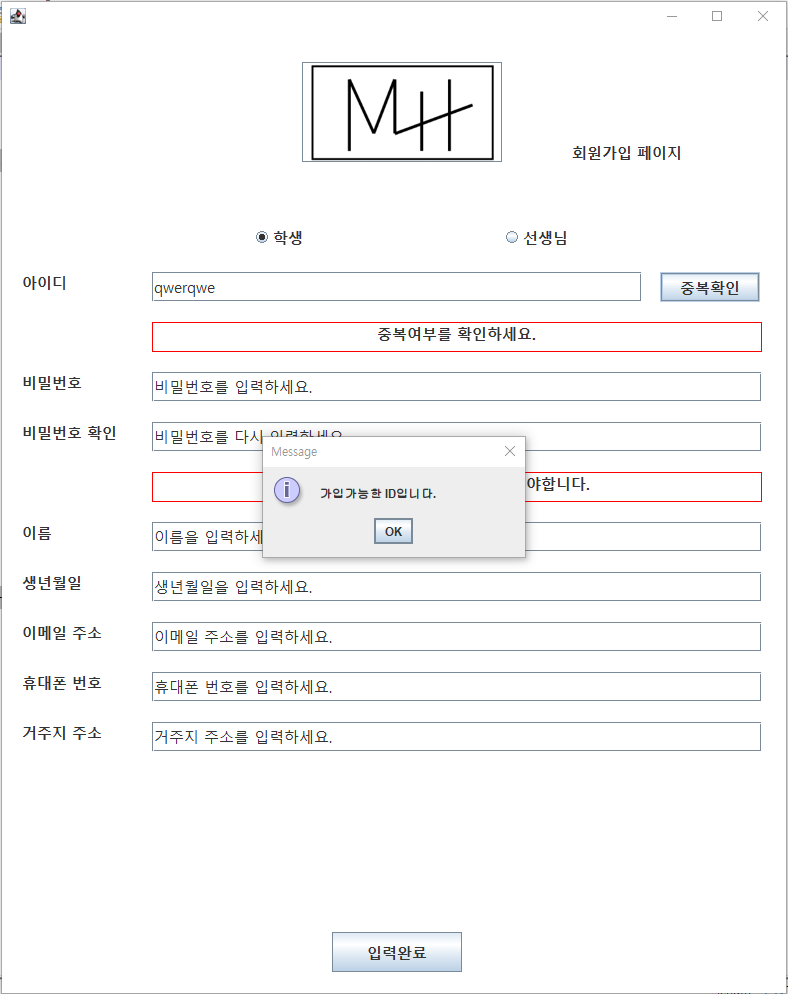 MH
회원가입 페이지
학생 선생님
아이디 qwerqwe 중복확인
중복여부를 확인하세요.
비밀번호 비밀번호를 입력하세요.
비밀번호 확인 비밀번호를 다시 입력하세요
Message
야합니다.
i 가입가능한 ID입니다.
OK
이름 이름을 입력하세
생년월일 생년월일을 입력하세요.
이메일 주소 이메일 주소를 입력하세요.
휴대폰 번호 휴대폰 번호를 입력하세요.
거주지 주소 거주지 주소를 입력하세요.
입력완료